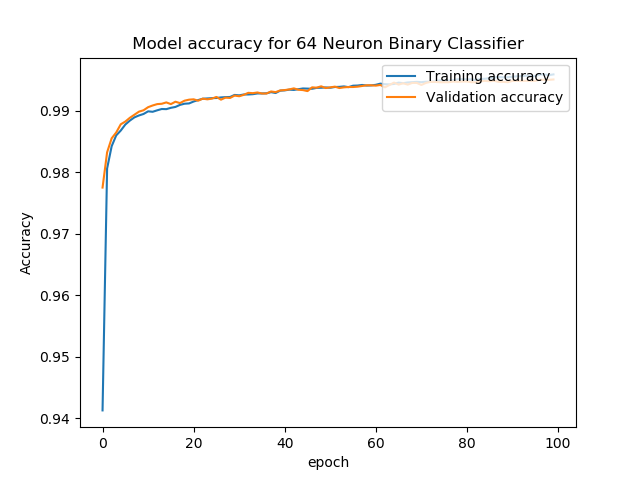 Model accuracy for 64 Neuron Binary Classifier
Training accuracy
Validation accuracy
Accuracy
0.99
0.98
0.97
0.96
0.95
0.94
0 20 40 60 80 100
epoch